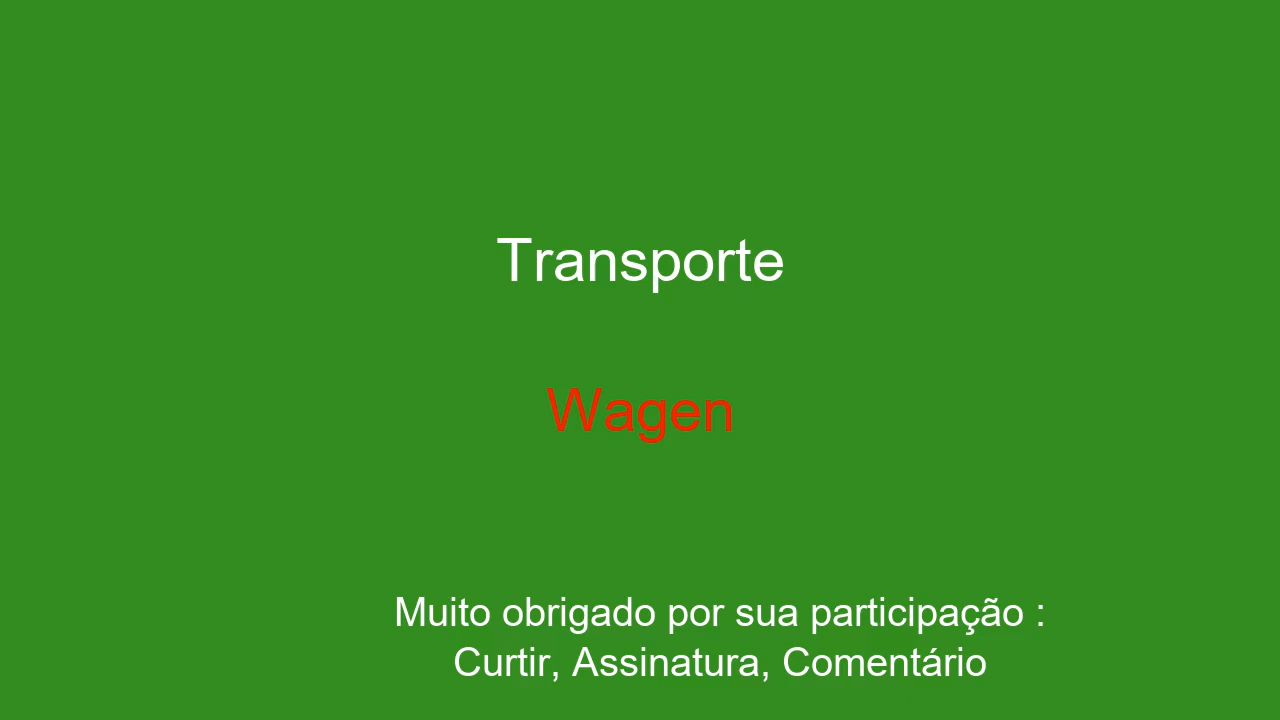 Transporte
Wagen
Muito obrigado por sua participação :
Curtir, Assinatura, Comentário